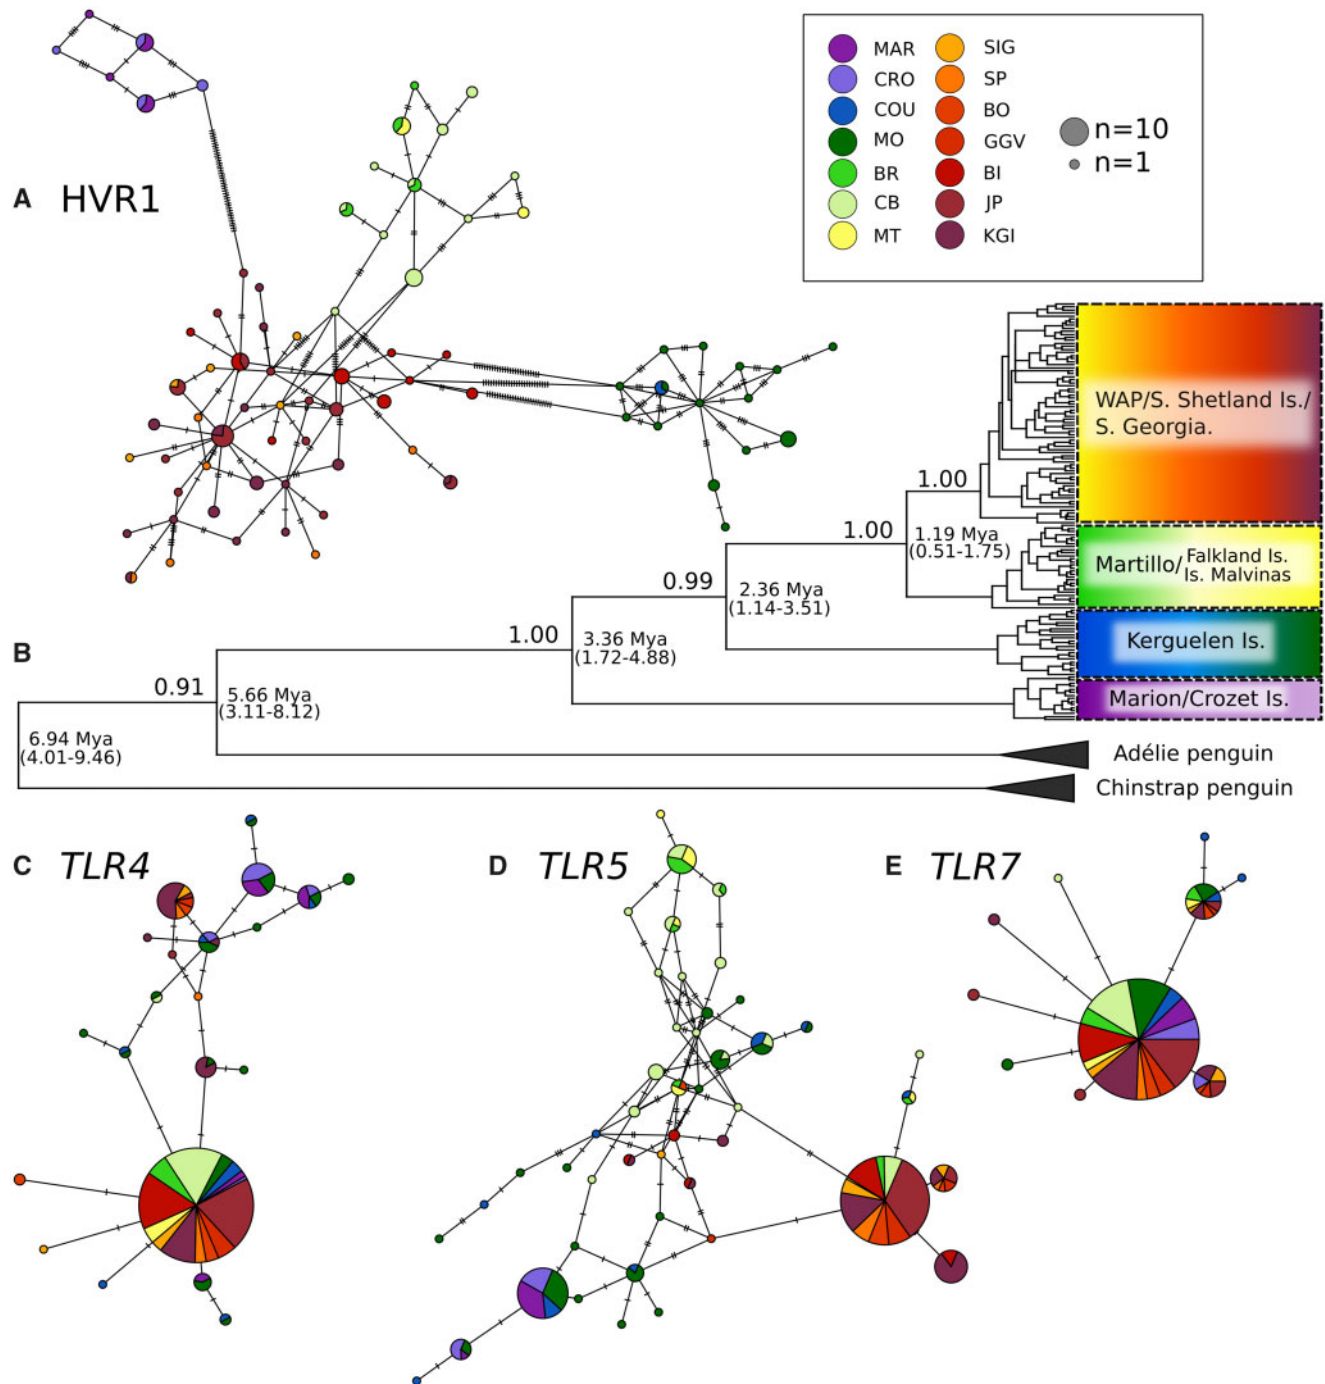 A HVR1
MAR
CRO
COU
MO
BR
CB
MT
SIG
SP
BO
GGV
BI
JP
KGI
n=10
n=1
B
WAP/S. Shetland Is./
S. Georgia.
Martillo/ Falkland Is.
Is. Malvinas
Kerguelen Is.
Marion/Crozet Is.
Adélie penguin
Chinstrap penguin
1.00
1.00
1.19 Mya
(0.51-1.75)
0.99
2.36 Mya
(1.14-3.51)
1.00
3.36 Mya
(1.72-4.88)
0.91
5.66 Mya
(3.11-8.12)
6.94 Mya
(4.01-9.46)
C TLR4
D TLR5
E TLR7